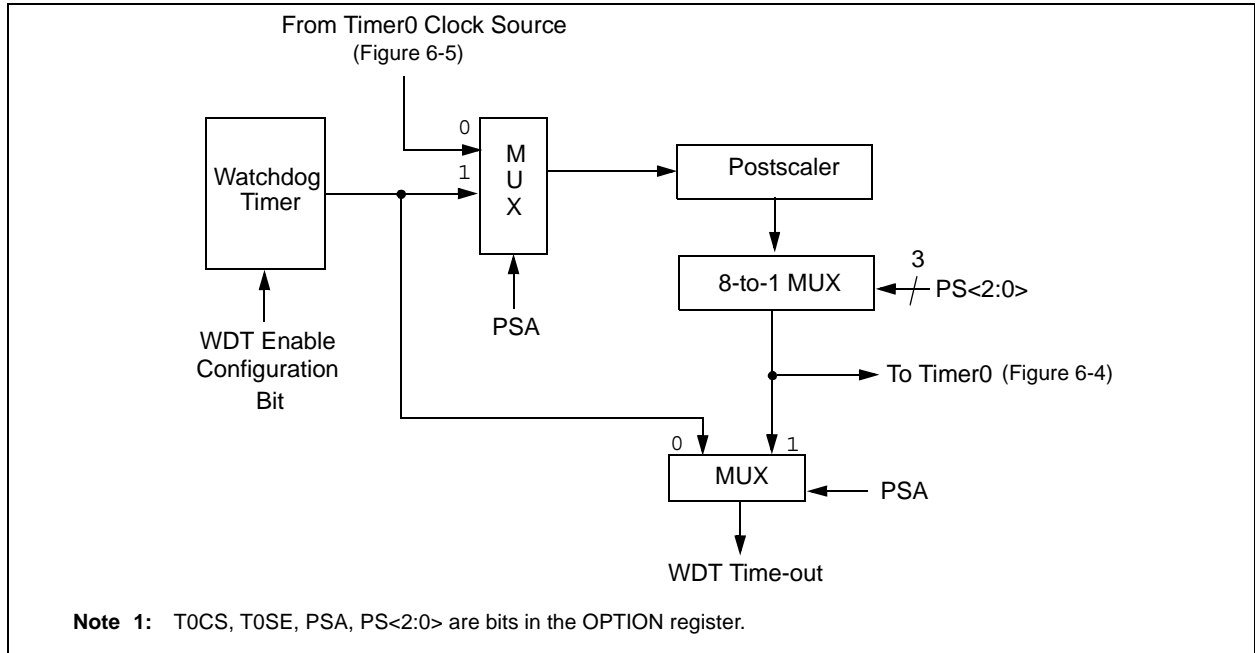 From Timer0 Clock Source
(Figure 6-5)
0
1
M
U
X
Watchdog
Timer
Postscaler
8-to-1 MUX
3
PS<2:0>
PSA
WDT Enable
Configuration
Bit
To Timer0 (Figure 6-4)
0
1
MUX
PSA
WDT Time-out
Note 1: T0CS, T0SE, PSA, PS<2:0> are bits in the OPTION register.